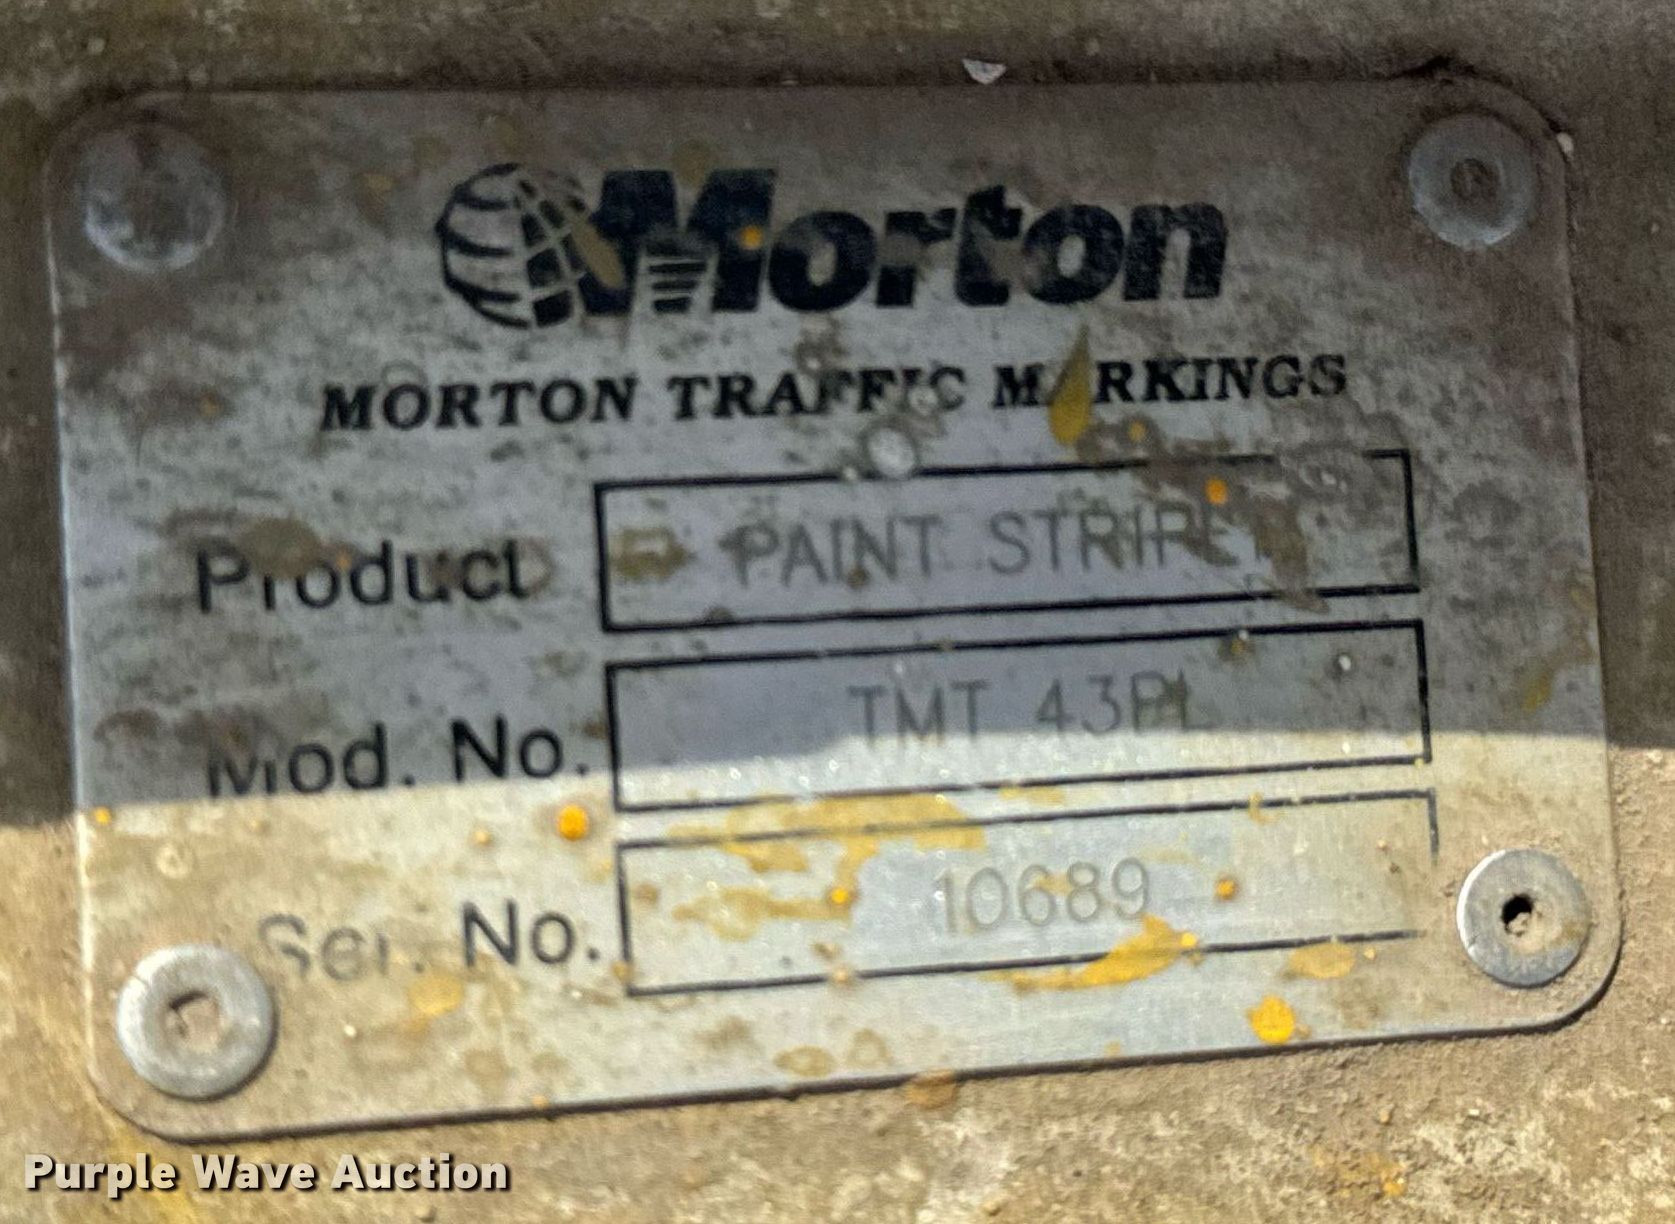 Morton
MORTON TRAFFIC MARKINGS
Product PAINT STRIPER
Mod. No. TMT 43PL
Ser. No. 10689
Purple Wave Auction